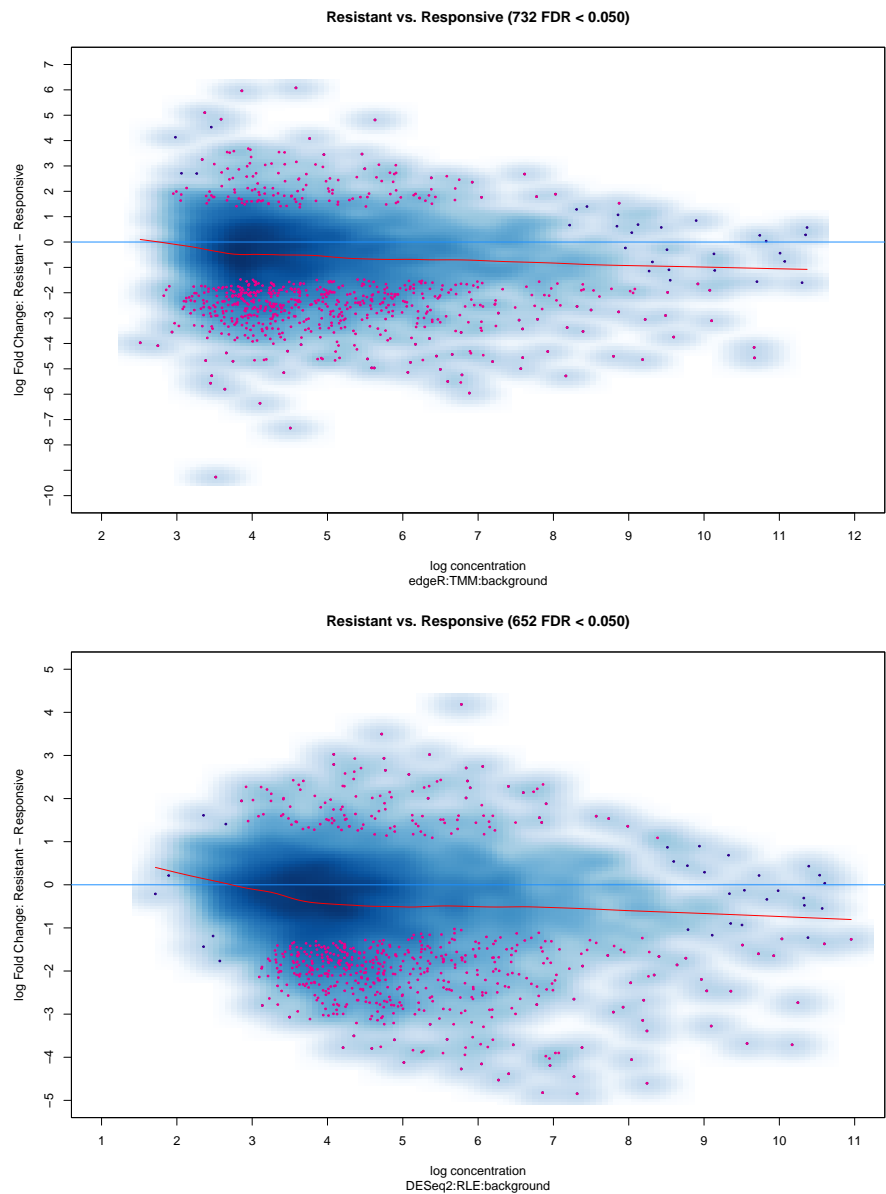 Resistant vs. Responsive (732 FDR < 0.050)
7
6
5
4
3
2
1
0
−1
−2
−3
−4
−5
−6
−7
−8
−10
log Fold Change: Resistant − Responsive
2 3 4 5 6 7 8 9 10 11 12
log concentration
edgeR:TMM:background
Resistant vs. Responsive (652 FDR < 0.050)
5
4
3
2
1
0
−1
−2
−3
−4
−5
log Fold Change: Resistant − Responsive
1 2 3 4 5 6 7 8 9 10 11
log concentration
DESeq2:RLE:background